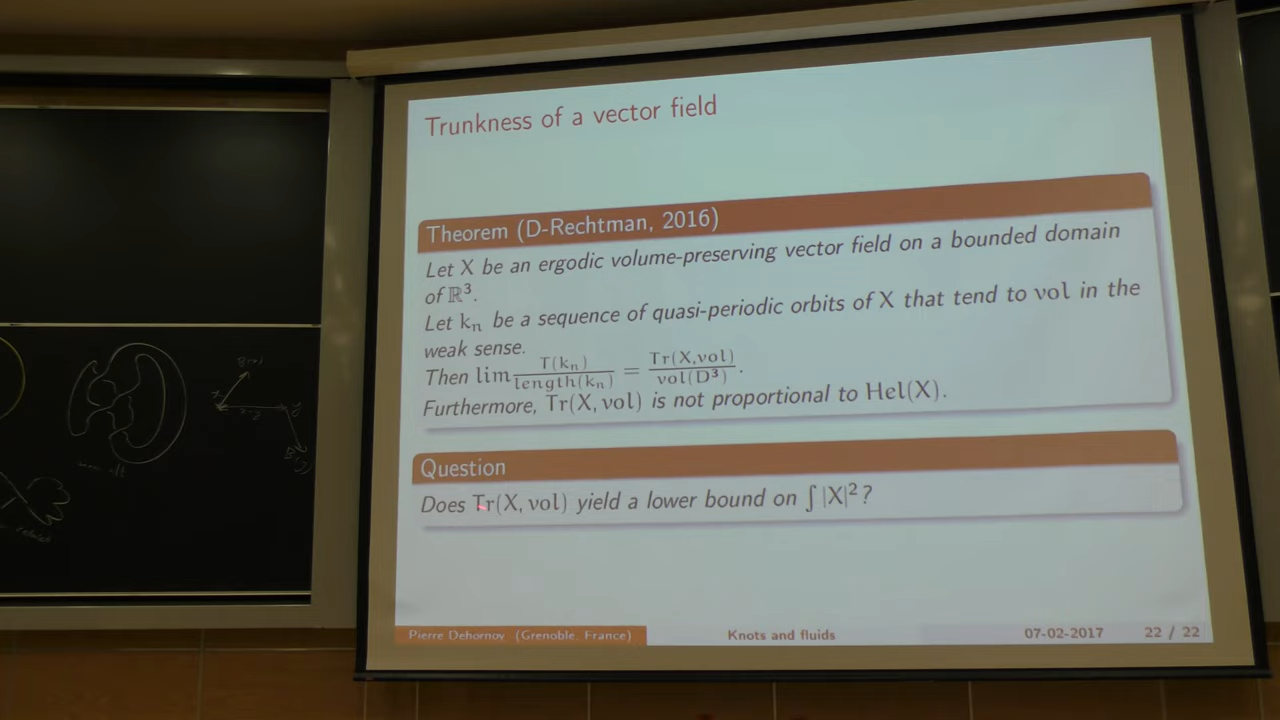 Trunkness of a vector field
Theorem (D-Rechtman, 2016)
Let X be an ergodic volume-preserving vector field on a bounded domain
of ℝ³.
Let kₙ be a sequence of quasi-periodic orbits of X that tend to vol in the
weak sense.
Then lim T(kₙ)/length(kₙ) = Tr(X,vol)/vol(D³).
Furthermore, Tr(X, vol) is not proportional to Hel(X).
Question
Does Tr(X, vol) yield a lower bound on ∫ |X|²?
Pierre Dehornoy (Grenoble, France) Knots and fluids 07-02-2017 22 / 22